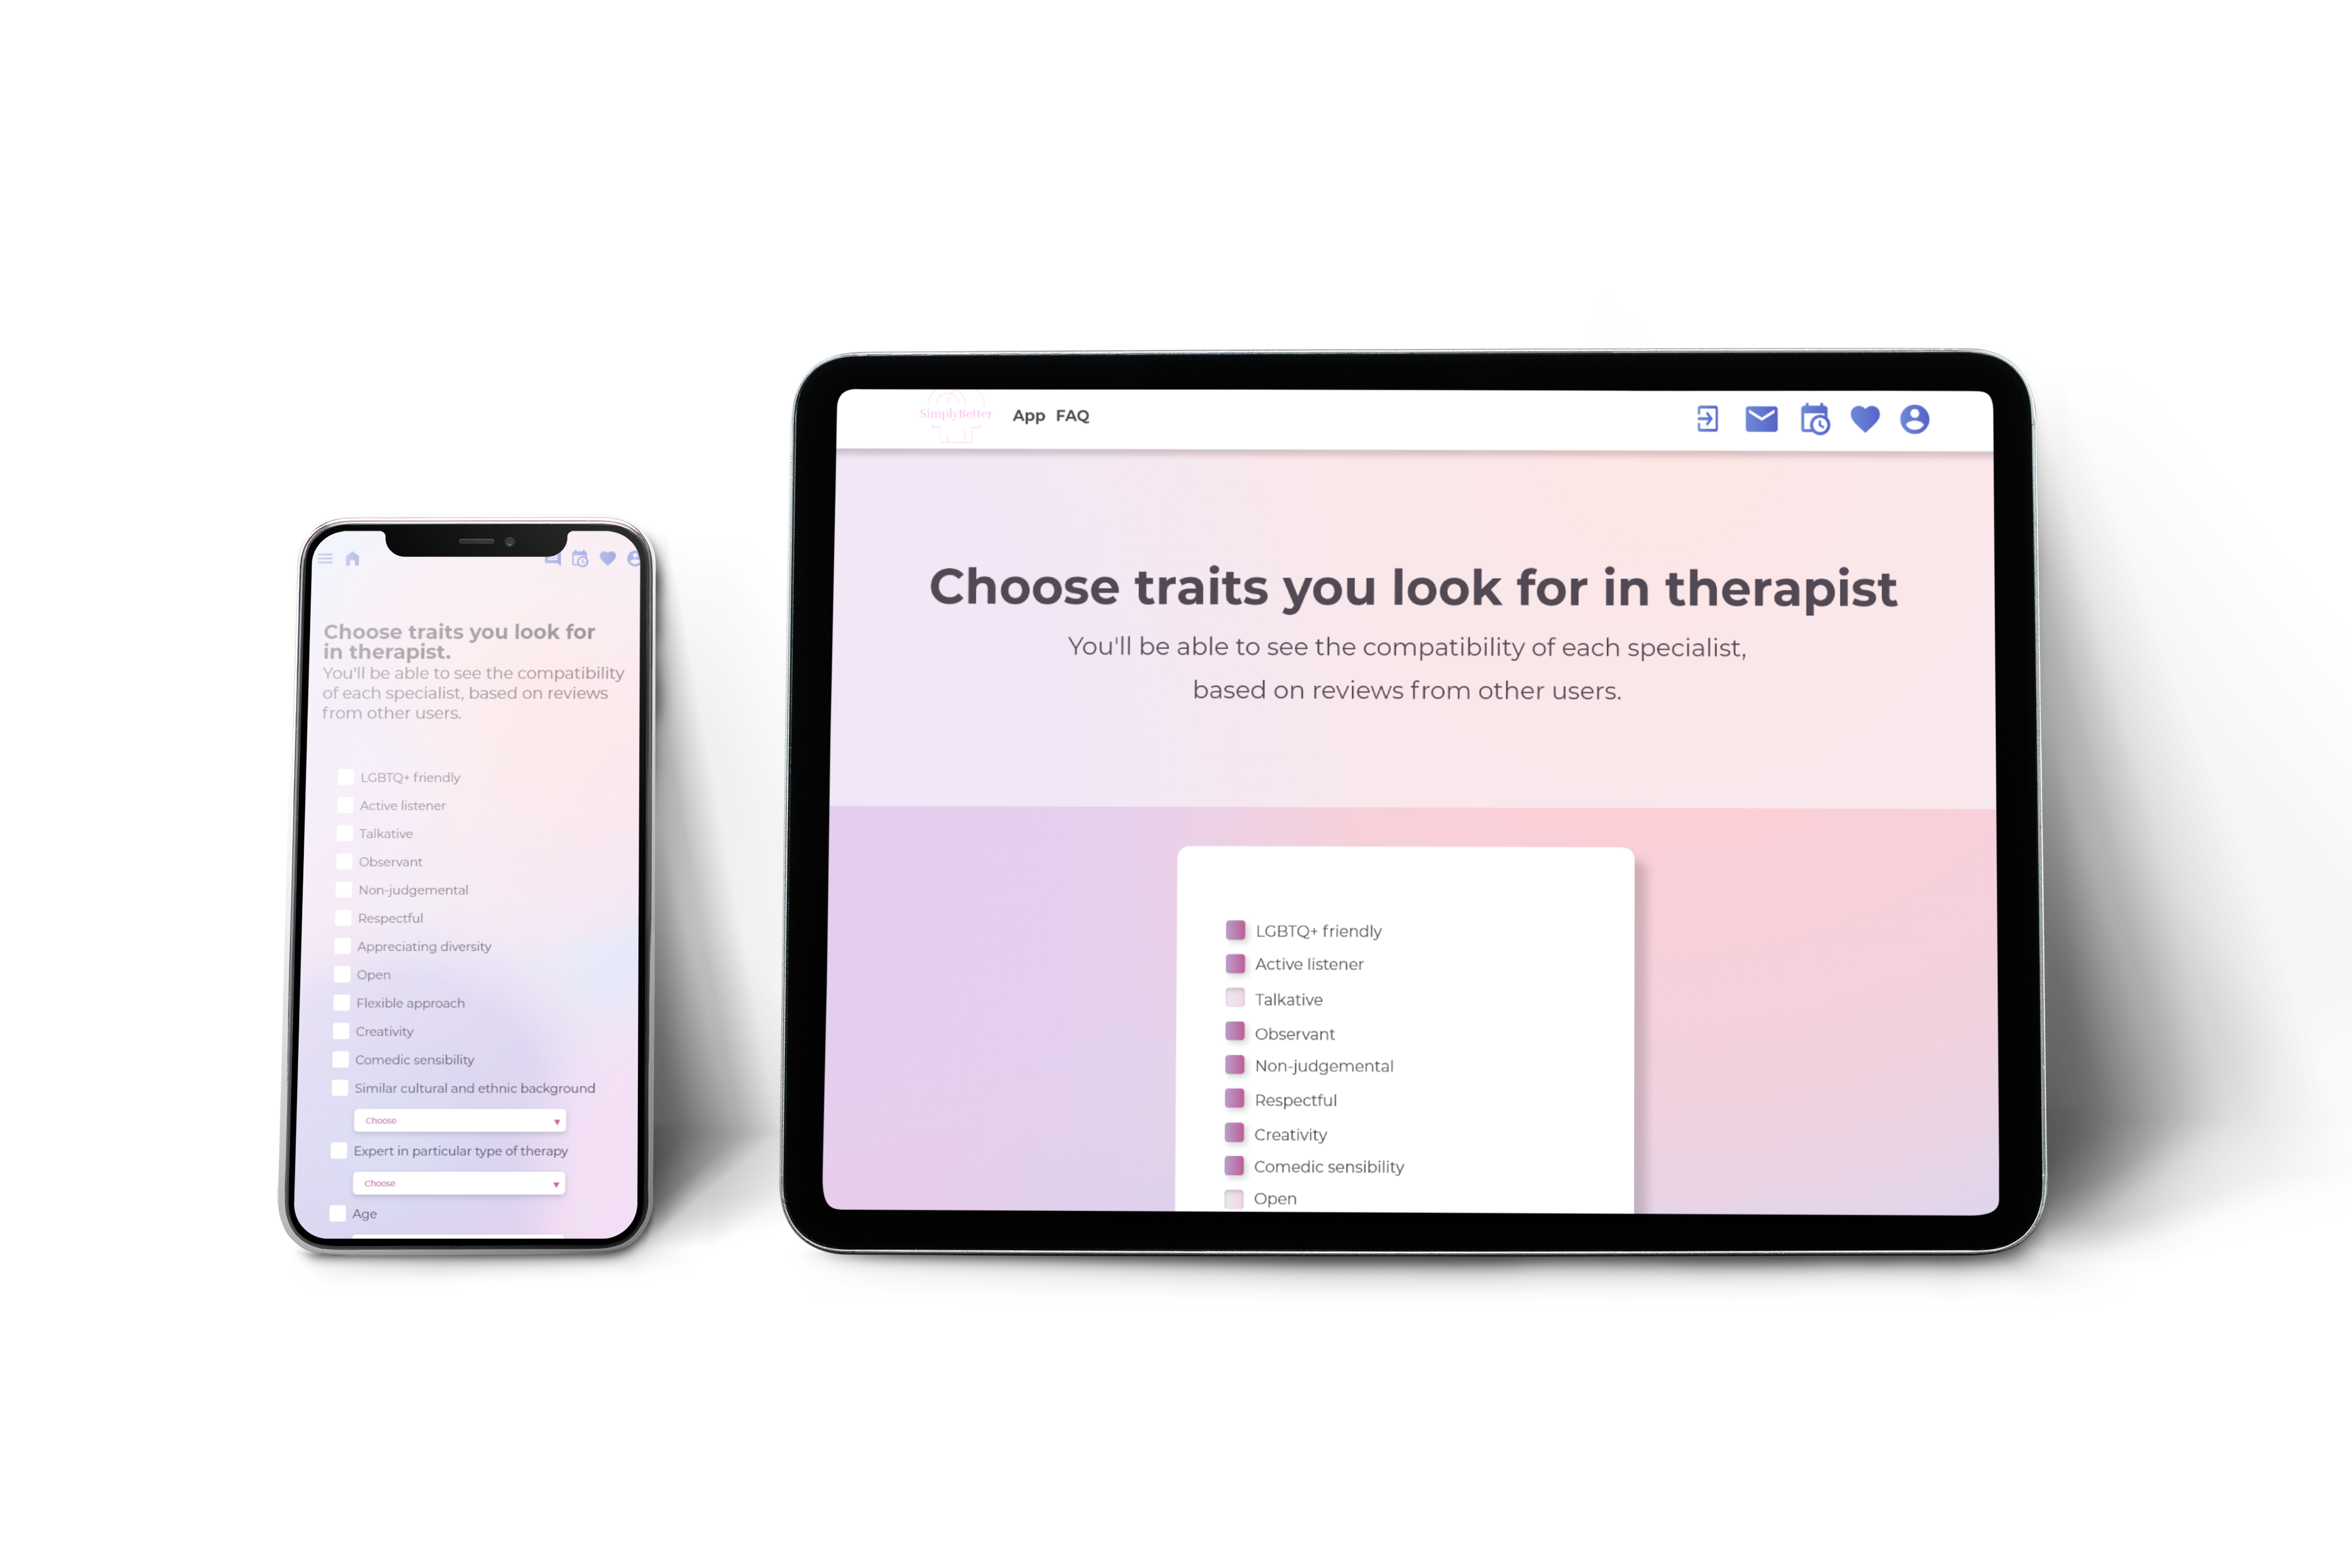 Choose traits you look for
in therapist.
You'll be able to see the compatibility
of each specialist, based on reviews
from other users.
LGBTQ+ friendly
Active listener
Talkative
Observant
Non-judgemental
Respectful
Appreciating diversity
Open
Flexible approach
Creativity
Comedic sensibility
Similar cultural and ethnic background
Choose
Expert in particular type of therapy
Choose
Age
SimplyBetter
App FAQ
Choose traits you look for in therapist
You'll be able to see the compatibility of each specialist,
based on reviews from other users.
LGBTQ+ friendly
Active listener
Talkative
Observant
Non-judgemental
Respectful
Creativity
Comedic sensibility
Open